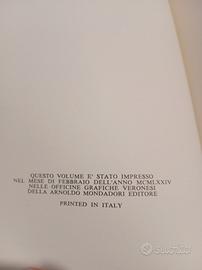 QUESTO VOLUME E' STATO IMPRESSO
NEL MESE DI FEBBRAIO DELL'ANNO MCMLXXIV
NELLE OFFICINE GRAFICHE VERONESI
DELLA ARNOLDO MONDADORI EDITORE
PRINTED IN ITALY
subito